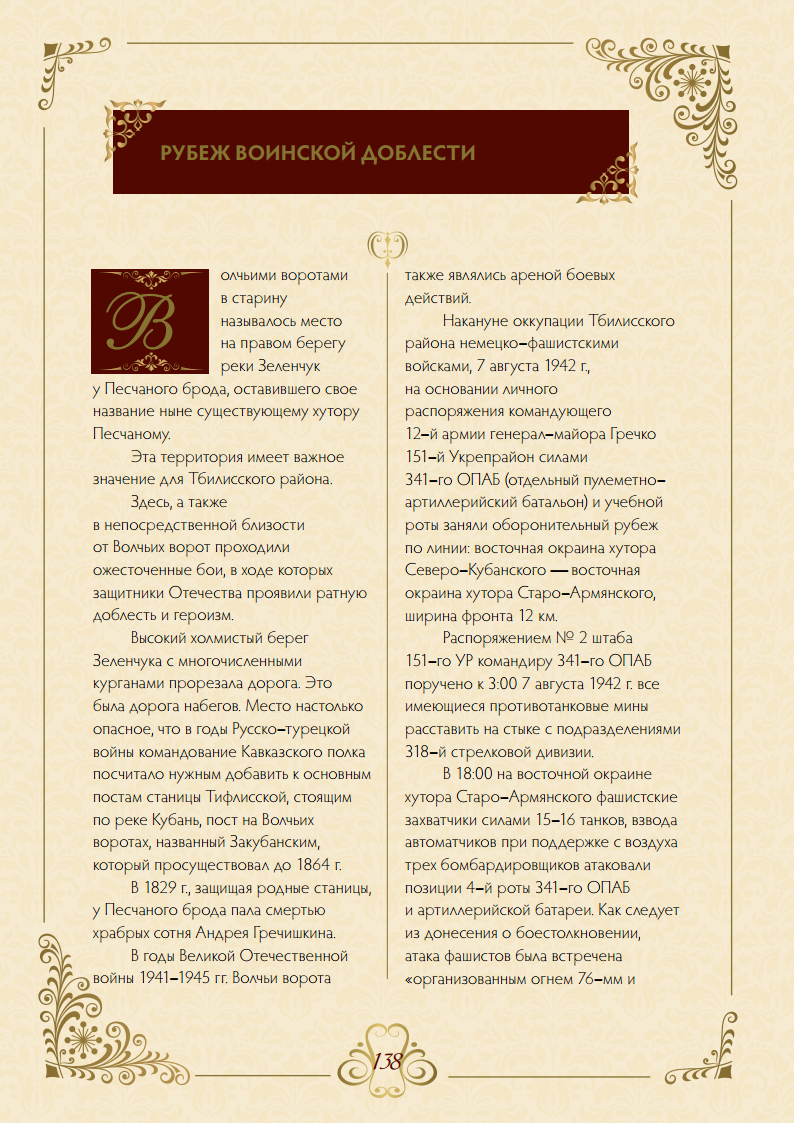 РУБЕЖ ВОИНСКОЙ ДОБЛЕСТИ
В
олчьими воротами
в старину
называлось место
на правом берегу
реки Зеленчук
у Песчаного брода, оставившего свое
название ныне существующему хутору
Песчаному.
Эта территория имеет важное
значение для Тбилисского района.
Здесь, а также
в непосредственной близости
от Волчьих ворот проходили
ожесточенные бои, в ходе которых
защитники Отечества проявили ратную
доблесть и героизм.
Высокий холмистый берег
Зеленчука с многочисленными
курганами прорезала дорога. Это
была дорога набегов. Место настолько
опасное, что в годы Русско–турецкой
войны командование Кавказского полка
посчитало нужным добавить к основным
постам станицы Тифлисской, стоящим
по реке Кубань, пост на Волчьих
воротах, названный Закубанским,
который просуществовал до 1864 г.
В 1829 г., защищая родные станицы,
у Песчаного брода пала смертью
храбрых сотня Андрея Гречишкина.
В годы Великой Отечественной
войны 1941–1945 гг. Волчьи ворота
также являлись ареной боевых
действий.
Накануне оккупации Тбилисского
района немецко–фашистскими
войсками, 7 августа 1942 г.,
на основании личного
распоряжения командующего
12–й армии генерал–майора Гречко
151–й Укрепрайон силами
341–го ОПАБ (отдельный пулеметно–
артиллерийский батальон) и учебной
роты заняли оборонительный рубеж
по линии: восточная окраина хутора
Северо–Кубанского — восточная
окраина хутора Старо–Армянского,
ширина фронта 12 км.
Распоряжением № 2 штаба
151–го УР командиру 341–го ОПАБ
поручено к 3:00 7 августа 1942 г. все
имеющиеся противотанковые мины
расставить на стыке с подразделениями
318–й стрелковой дивизии.
В 18:00 на восточной окраине
хутора Старо–Армянского фашистские
захватчики силами 15–16 танков, взвода
автоматчиков при поддержке с воздуха
трех бомбардировщиков атаковали
позиции 4–й роты 341–го ОПАБ
и артиллерийской батареи. Как следует
из донесения о боестолкновении,
атака фашистов была встречена
«организованным огнем 76–мм и
138